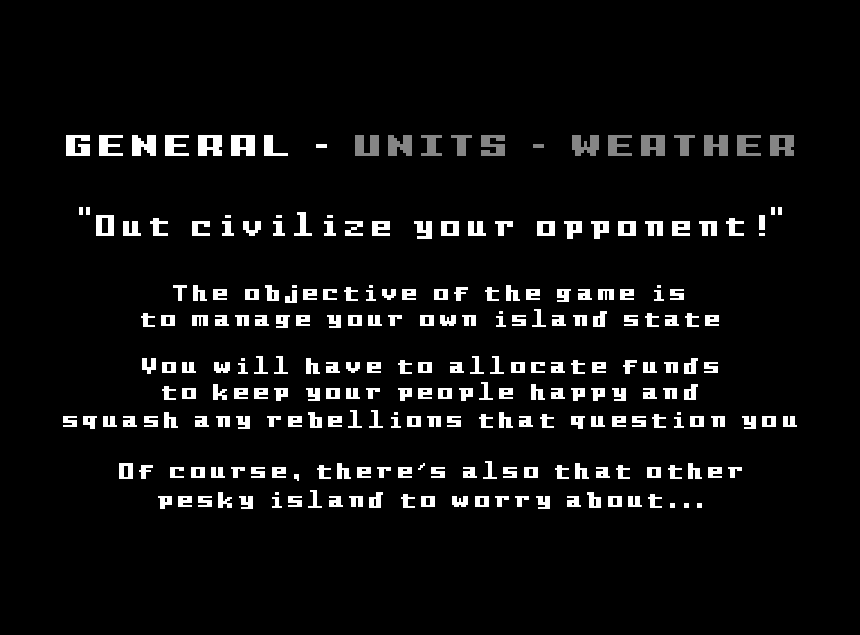 GENERAL - UNITS - WEATHER
"Out civilize your opponent!"
The objective of the game is
to manage your own island state
You will have to allocate funds
to keep your people happy and
squash any rebellions that question you
Of course, there's also that other
pesky island to worry about...